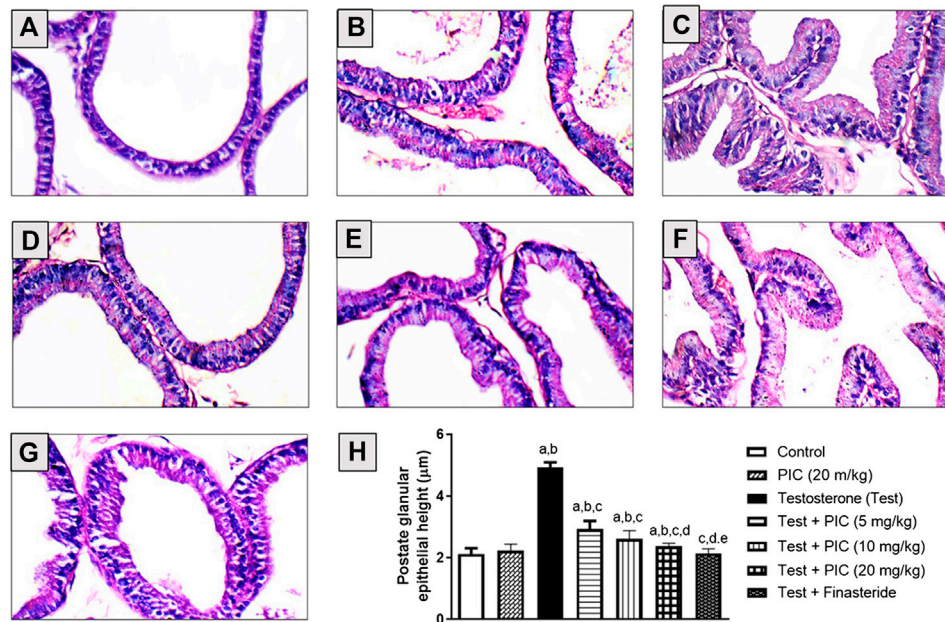 A
B
C
D
E
F
G
H
Postate glanular
epithelial height (μm)
6
4
2
0
a,b
a,b,c
a,b,c
a,b,c,d
c,d.e
Control
PIC (20 m/kg)
Testosterone (Test)
Test + PIC (5 mg/kg)
Test + PIC (10 mg/kg)
Test + PIC (20 mg/kg)
Test + Finasteride